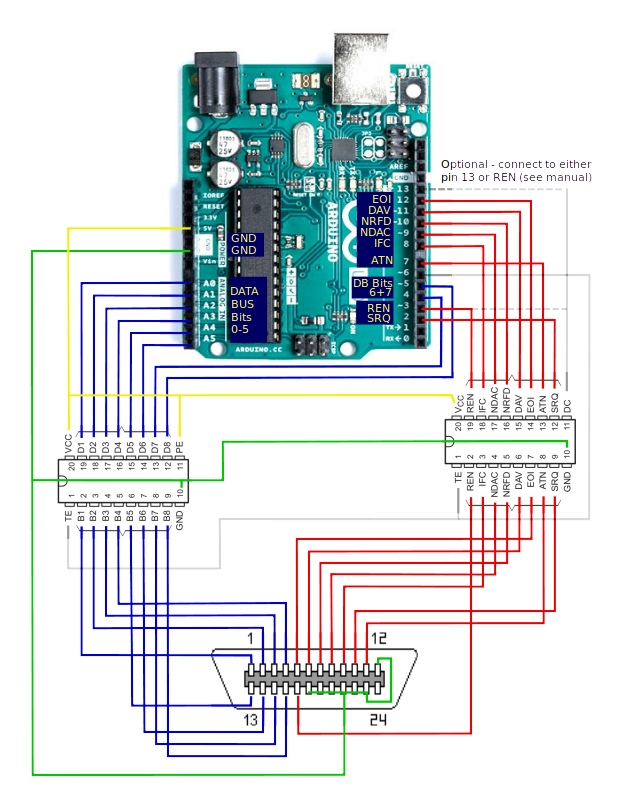 RESET
AREF
GND
Optional - connect to either
pin 13 or REN (see manual)
13
EOI
12
DAV
~11
NRFD
~10
NDAC
~9
IFC
8
ATN
7
~6
DB Bits
6+7
~5
4
REN
~3
SRQ
2
TX→1
RX←0
IOREF
RESET
3.3V
5V
GND
Vin
POWER
GND
GND
ANALOG IN
A0
A1
A2
A3
A4
A5
DATA
BUS
Bits
0-5
ARDUINO
ICSP
ON
ARDUINO.CC
VCC
D1
D2
D3
D4
D5
D6
D7
D8
PE
20
19
18
17
16
15
14
13
12
11
1
2
3
4
5
6
7
8
9
10
TE
B1
B2
B3
B4
B5
B6
B7
B8
GND
VCC
REN
IFC
NDAC
NRFD
DAV
EOI
ATN
SRQ
DC
20
19
18
17
16
15
14
13
12
11
1
2
3
4
5
6
7
8
9
10
TE
REN
IFC
NDAC
NRFD
DAV
EOI
ATN
SRQ
GND
1
12
13
24